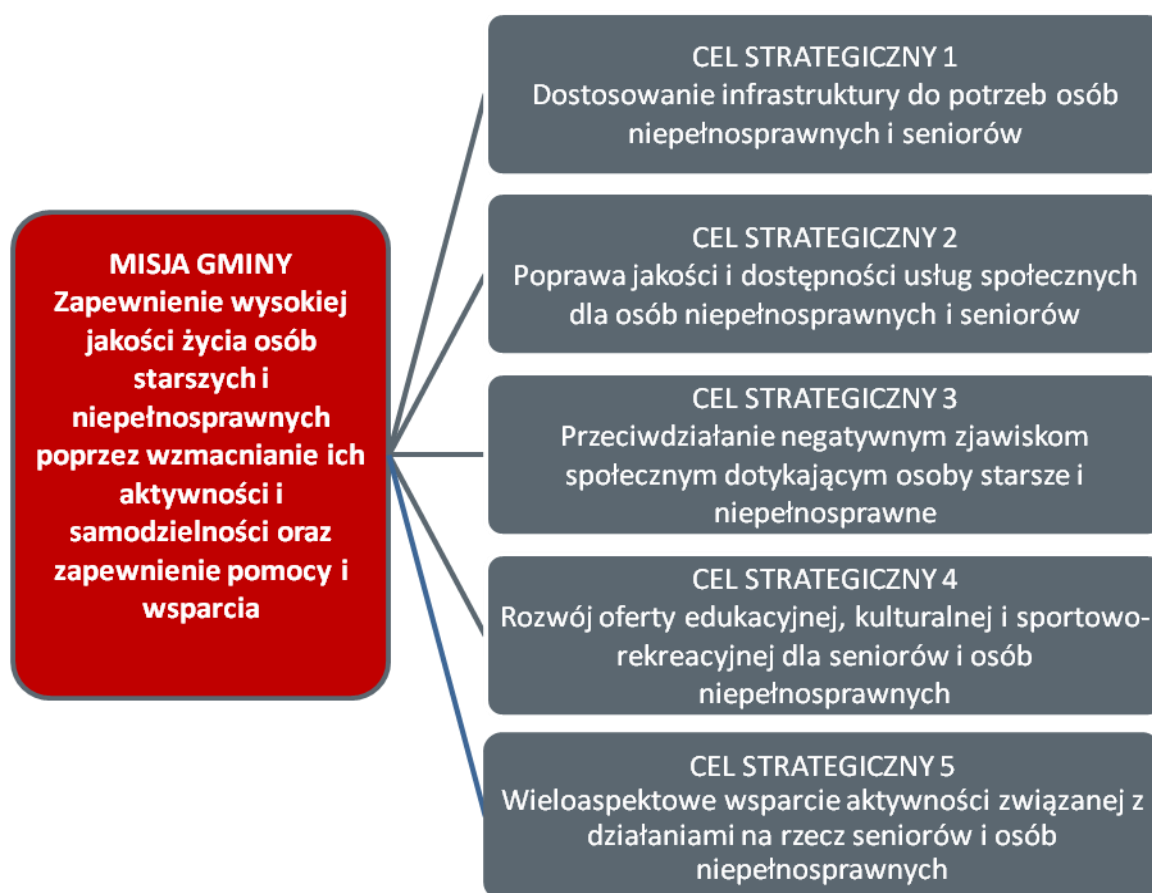 MISJA GMINY
Zapewnienie wysokiej
jakości życia osób
starszych i
niepełnosprawnych
poprzez wzmacnianie ich
aktywności i
samodzielności oraz
zapewnienie pomocy i
wsparcia
CEL STRATEGICZNY 1
Dostosowanie infrastruktury do potrzeb osób
niepełnosprawnych i seniorów
CEL STRATEGICZNY 2
Poprawa jakości i dostępności usług społecznych
dla osób niepełnosprawnych i seniorów
CEL STRATEGICZNY 3
Przeciwdziałanie negatywnym zjawiskom
społecznym dotykającym osoby starsze i
niepełnosprawne
CEL STRATEGICZNY 4
Rozwój oferty edukacyjnej, kulturalnej i sportowo-
rekreacyjnej dla seniorów i osób
niepełnosprawnych
CEL STRATEGICZNY 5
Wieloaspektowe wsparcie aktywności związanej z
działaniami na rzecz seniorów i osób
niepełnosprawnych